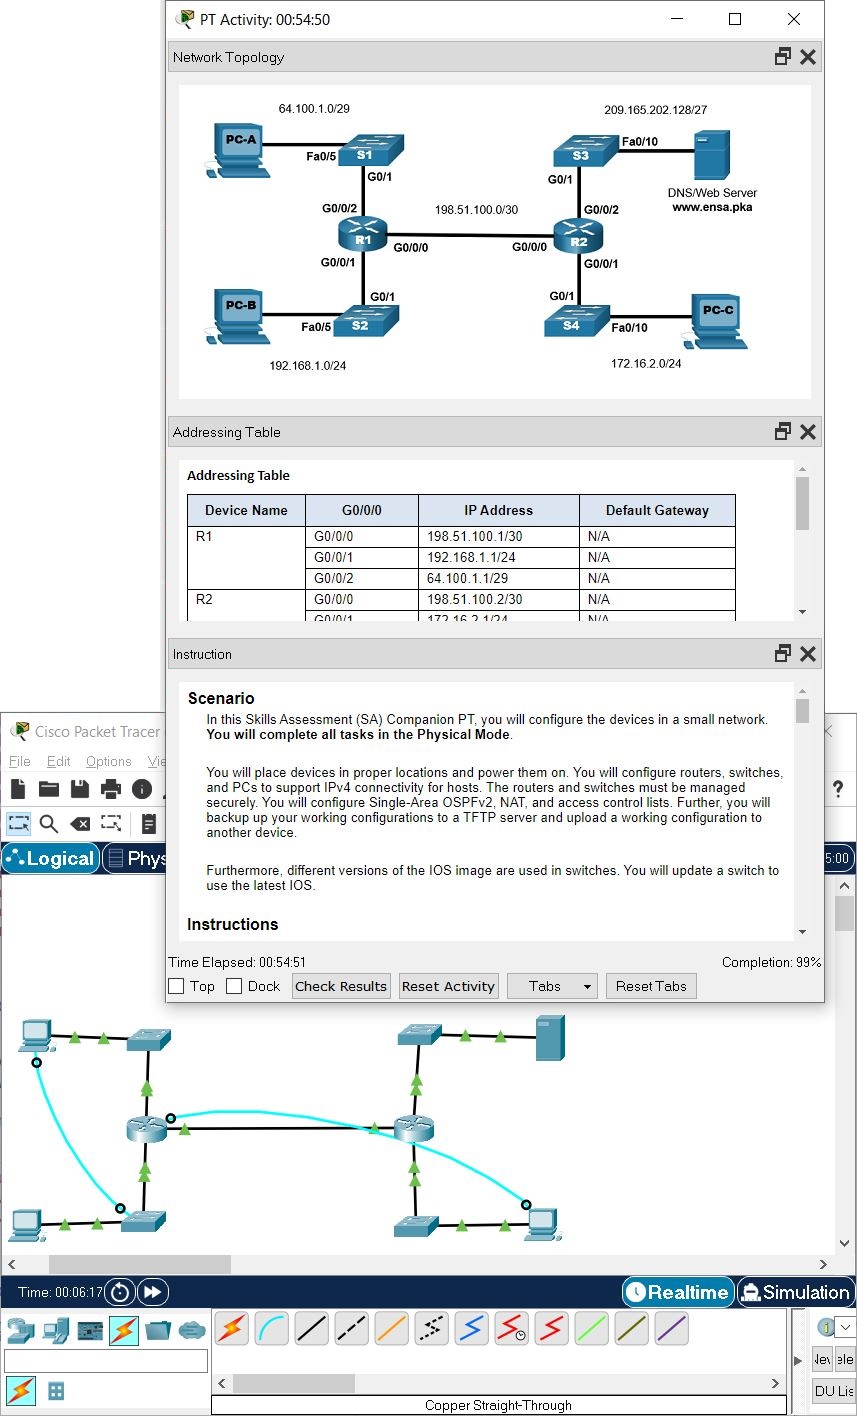 PT Activity: 00:54:50
Network Topology
64.100.1.0/29
209.165.202.128/27
PC-A
Fa0/5
S1
G0/1
S3
Fa0/10
G0/1
DNS/Web Server
www.ensa.pka
G0/0/2
198.51.100.0/30
G0/0/2
R1
G0/0/0
G0/0/0
R2
G0/0/1
G0/0/1
PC-B
G0/1
G0/1
PC-C
Fa0/5
S2
S4
Fa0/10
192.168.1.0/24
172.16.2.0/24
Addressing Table
Addressing Table
Device Name G0/0/0 IP Address Default Gateway
R1 G0/0/0 198.51.100.1/30 N/A
G0/0/1 192.168.1.1/24 N/A
G0/0/2 64.100.1.1/29 N/A
R2 G0/0/0 198.51.100.2/30 N/A
G0/0/1 172.16.2.1/24 N/A
Instruction
Scenario
In this Skills Assessment (SA) Companion PT, you will configure the devices in a small network.
You will complete all tasks in the Physical Mode.
You will place devices in proper locations and power them on. You will configure routers, switches,
and PCs to support IPv4 connectivity for hosts. The routers and switches must be managed
securely. You will configure Single-Area OSPFv2, NAT, and access control lists. Further, you will
backup up your working configurations to a TFTP server and upload a working configuration to
another device.
Furthermore, different versions of the IOS image are used in switches. You will update a switch to
use the latest IOS.
Instructions
Time Elapsed: 00:54:51 Completion: 99%
Top Dock Check Results Reset Activity Tabs Reset Tabs
Cisco Packet Tracer
File Edit Options Vie
?
Logical Phys 5:00
Time: 00:06:17 Realtime Simulation
Copper Straight-Through